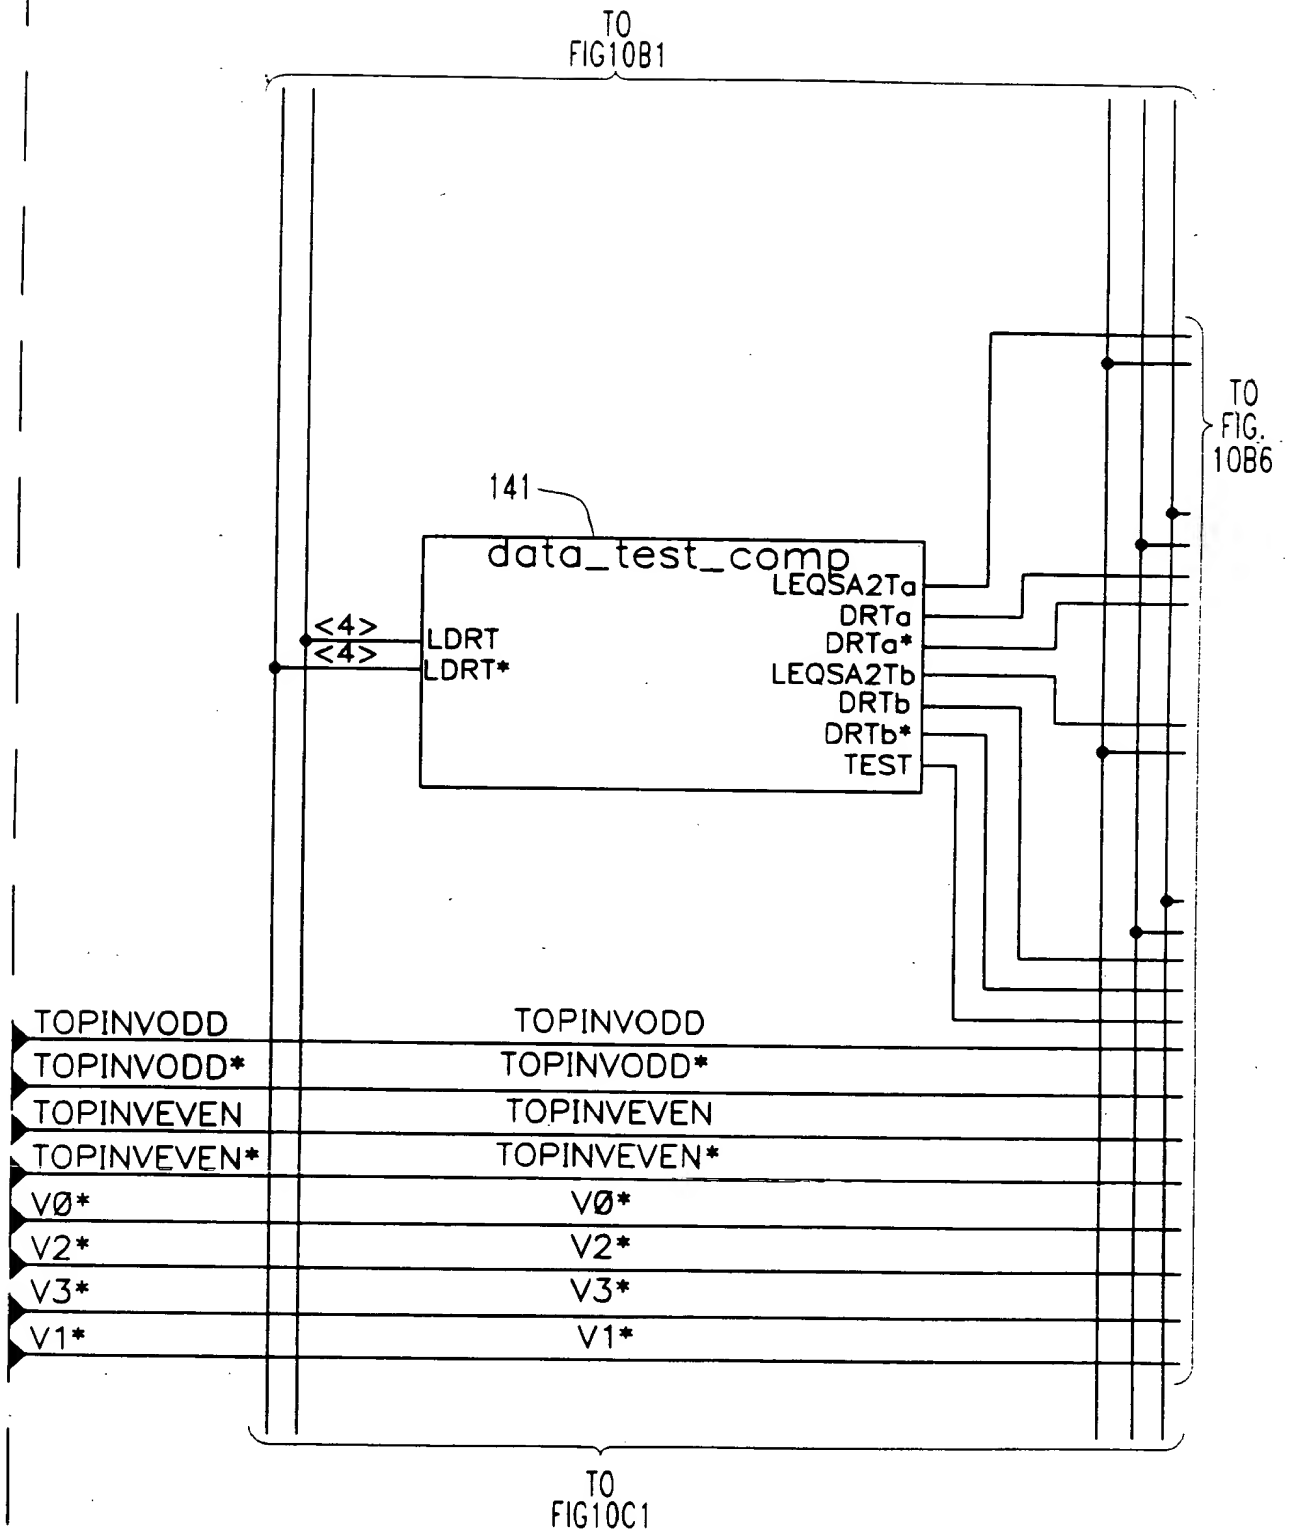 TO
FIG10B1
TO
FIG.
10B6
141
data_test_comp
LEQSA2Ta
DRTa
<4>
LDRT
DRTa*
<4>
LDRT*
LEQSA2Tb
DRTb
DRTb*
TEST
TOPINVODD TOPINVODD
TOPINVODD* TOPINVODD*
TOPINVEVEN TOPINVEVEN
TOPINVEVEN* TOPINVEVEN*
VØ* VØ*
V2* V2*
V3* V3*
V1* V1*
TO
FIG10C1